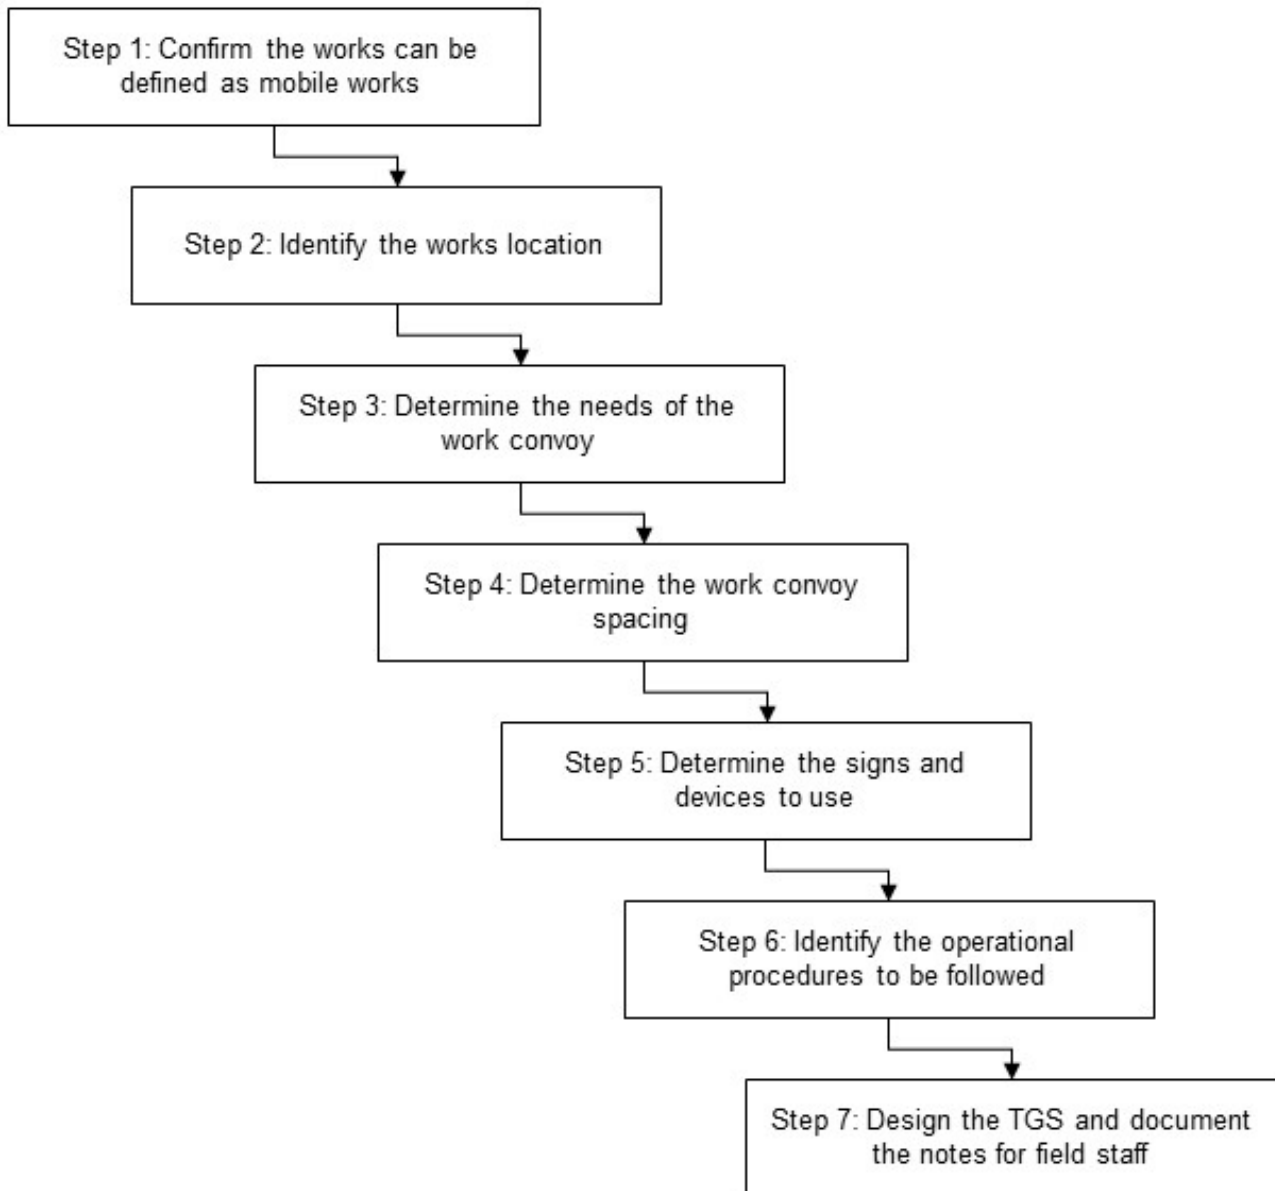 Step 1: Confirm the works can be
defined as mobile works
Step 2: Identify the works location
Step 3: Determine the needs of the
work convoy
Step 4: Determine the work convoy
spacing
Step 5: Determine the signs and
devices to use
Step 6: Identify the operational
procedures to be followed
Step 7: Design the TGS and document
the notes for field staff